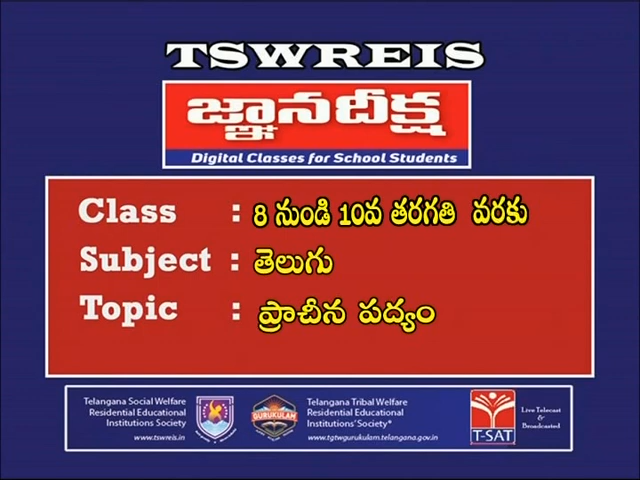 TSWREIS
జ్ఞానదీక్ష
Digital Classes for School Students
Class : 8 నుండి 10వ తరగతి వరకు
Subject : తెలుగు
Topic : ప్రాచీన పద్యం
Telangana Social Welfare
Residential Educational
Institutions Society
www.tswreis.in
GURUKULAM
Telangana Tribal Welfare
Residential Educational
Institutions'Society*
www.tgtwgurukulam.telangana.gov.in
T-SAT
Live Telecast
&
Broadcasted